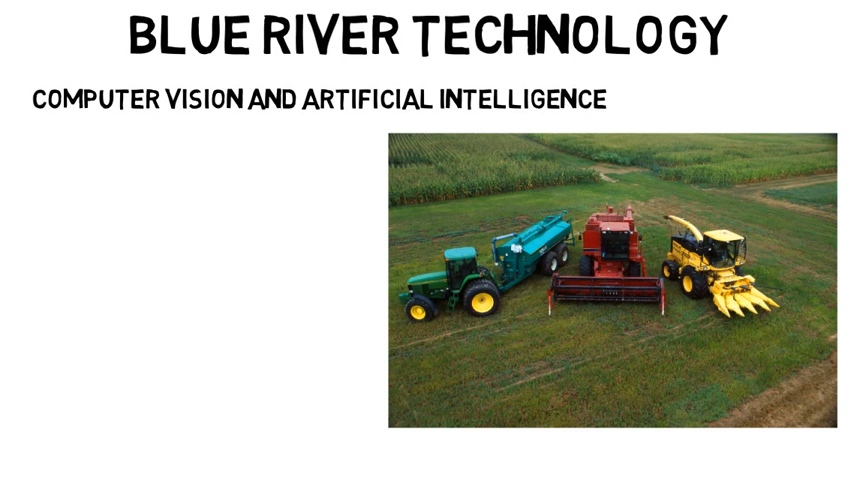 BLUE RIVER TECHNOLOGY
COMPUTER VISION AND ARTIFICIAL INTELLIGENCE